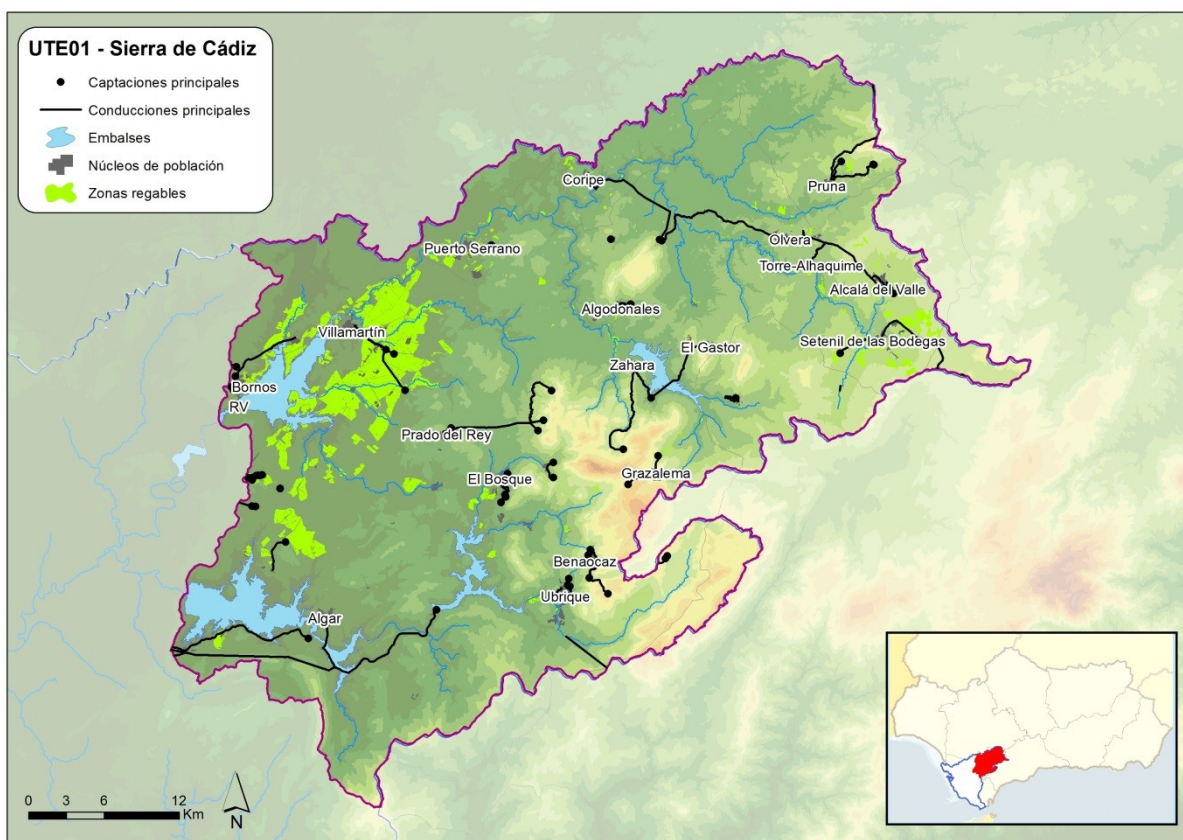 UTE01 - Sierra de Cádiz
Captaciones principales
Conducciones principales
Embalses
Núcleos de población
Zonas regables
Coripe
Pruna
Puerto Serrano
Olvera
Torre-Alhaquime
Alcalá del Valle
Algodonales
Villamartín
El Gastor
Setenil de las Bodegas
Zahara
Bornos
RV
Prado del Rey
El Bosque
Grazalema
Benaocaz
Ubrique
Algar
0 3 6 12
Km
N